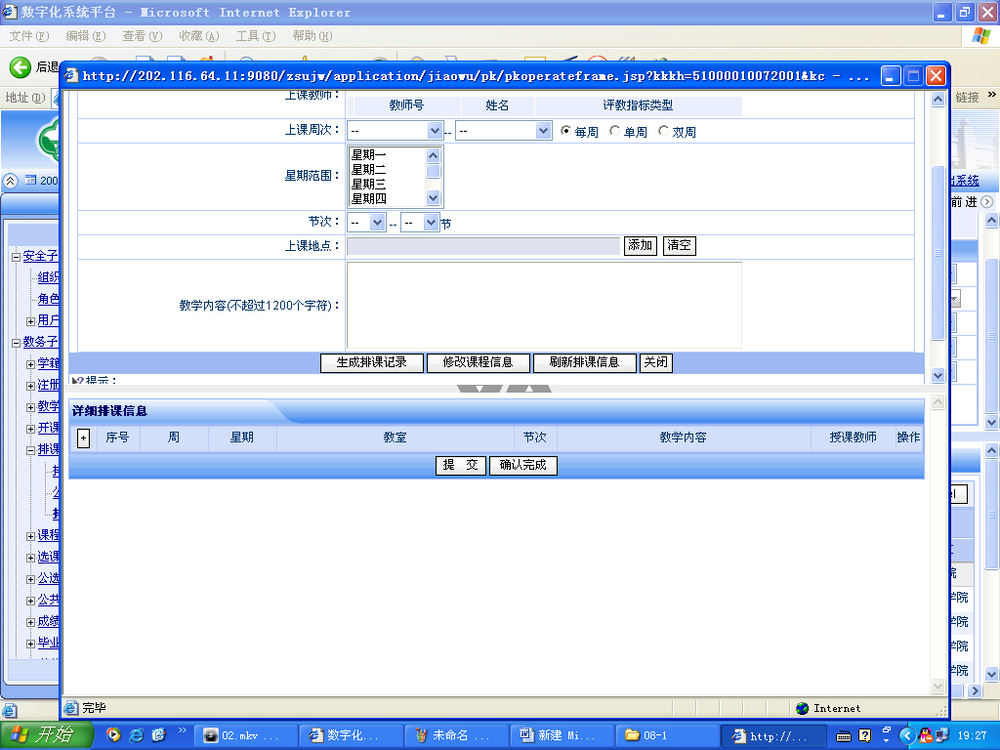 数字化系统平台 - Microsoft Internet Explorer
文件(F) 编辑(E) 查看(V) 收藏(A) 工具(T) 帮助(H)
后退
地址(D)
链接 »
http://202.116.64.11:9080/zsujw/application/jiaowu/pk/pkoperateframe.jsp?kkkh=51000010072001&kc - ...
上课教师：
教师号 姓名 评教指标类型
上课周次： -- -- -- 每周 单周 双周
星期范围： 星期一
星期二
星期三
星期四
节次： -- -- -- 节
上课地点： 添加 清空
教学内容(不超过1200个字符)：
生成排课记录 修改课程信息 刷新排课信息 关闭
提示：
详细排课信息
+ 序号 周 星期 教室 节次 教学内容 授课教师 操作
提 交 确认完成
200
安全子
组织
角色
用户
教务子
学籍
注册
教学
开课
排课
课程
选课
公选
公共
成绩
毕业
出系统
前进
院
学院
学院
学院
学院
完毕 Internet
开始 » 02.mkv ... 数字化... 未命名 ... 新建 Mi... 08-1 http://... 19:27